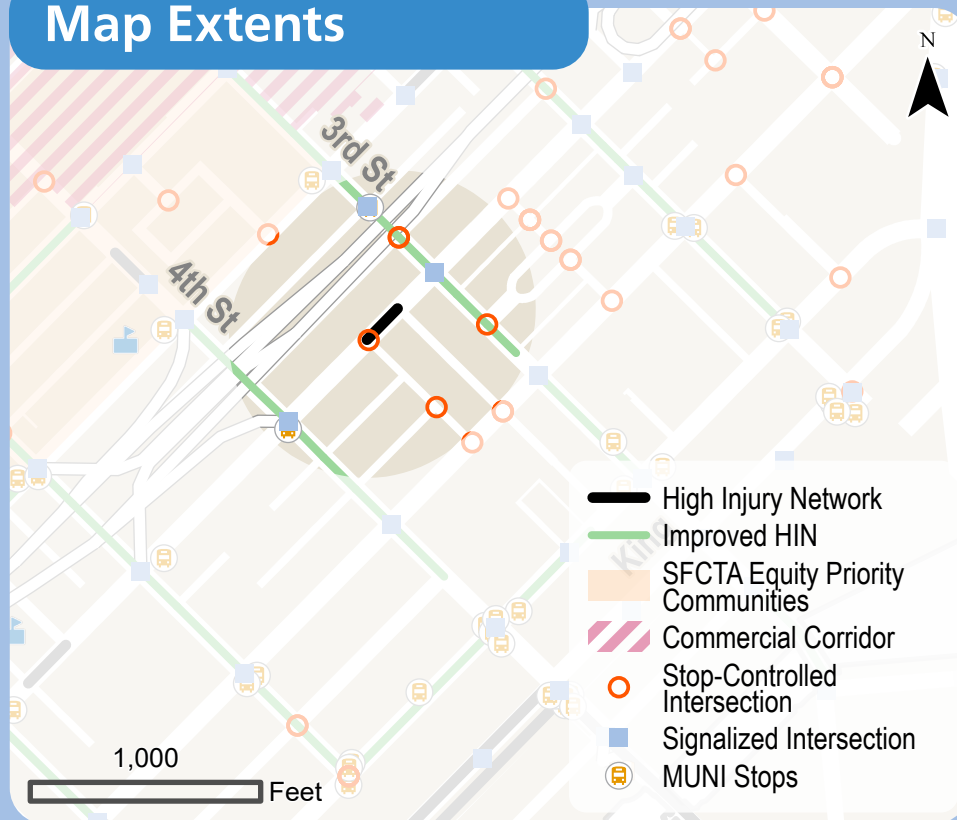 Map Extents
N
3rd St
4th St
King
High Injury Network
Improved HIN
SFCTA Equity Priority
Communities
Commercial Corridor
Stop-Controlled
Intersection
Signalized Intersection
MUNI Stops
1,000
Feet